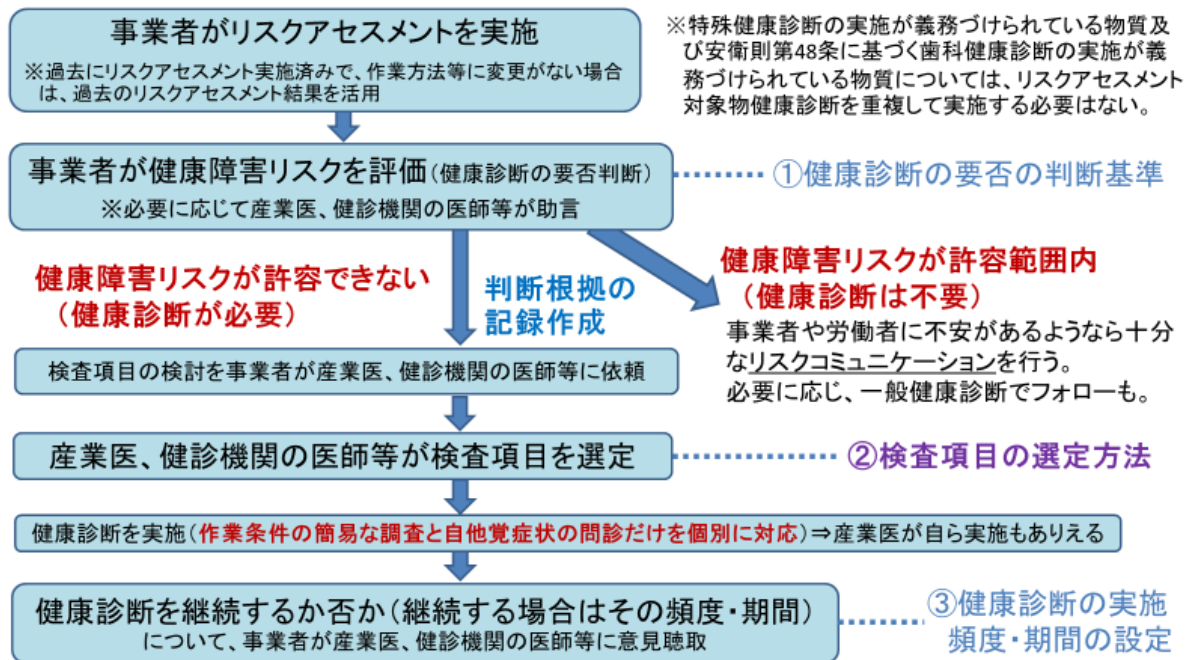 事業者がリスクアセスメントを実施
※過去にリスクアセスメント実施済みで、作業方法等に変更がない場合
は、過去のリスクアセスメント結果を活用
※特殊健康診断の実施が義務づけられている物質及
び安衛則第48条に基づく歯科健康診断の実施が義
務づけられている物質については、リスクアセスメント
対象物健康診断を重複して実施する必要はない。
事業者が健康障害リスクを評価(健康診断の要否判断)
※必要に応じて産業医、健診機関の医師等が助言
①健康診断の要否の判断基準
健康障害リスクが許容できない
(健康診断が必要)
判断根拠の
記録作成
健康障害リスクが許容範囲内
(健康診断は不要)
事業者や労働者に不安があるようなら十分
なリスクコミュニケーションを行う。
必要に応じ、一般健康診断でフォローも。
検査項目の検討を事業者が産業医、健診機関の医師等に依頼
産業医、健診機関の医師等が検査項目を選定
②検査項目の選定方法
健康診断を実施(作業条件の簡易な調査と自他覚症状の問診だけを個別に対応)⇒産業医が自ら実施もありえる
健康診断を継続するか否か(継続する場合はその頻度・期間)
について、事業者が産業医、健診機関の医師等に意見聴取
③健康診断の実施
頻度・期間の設定